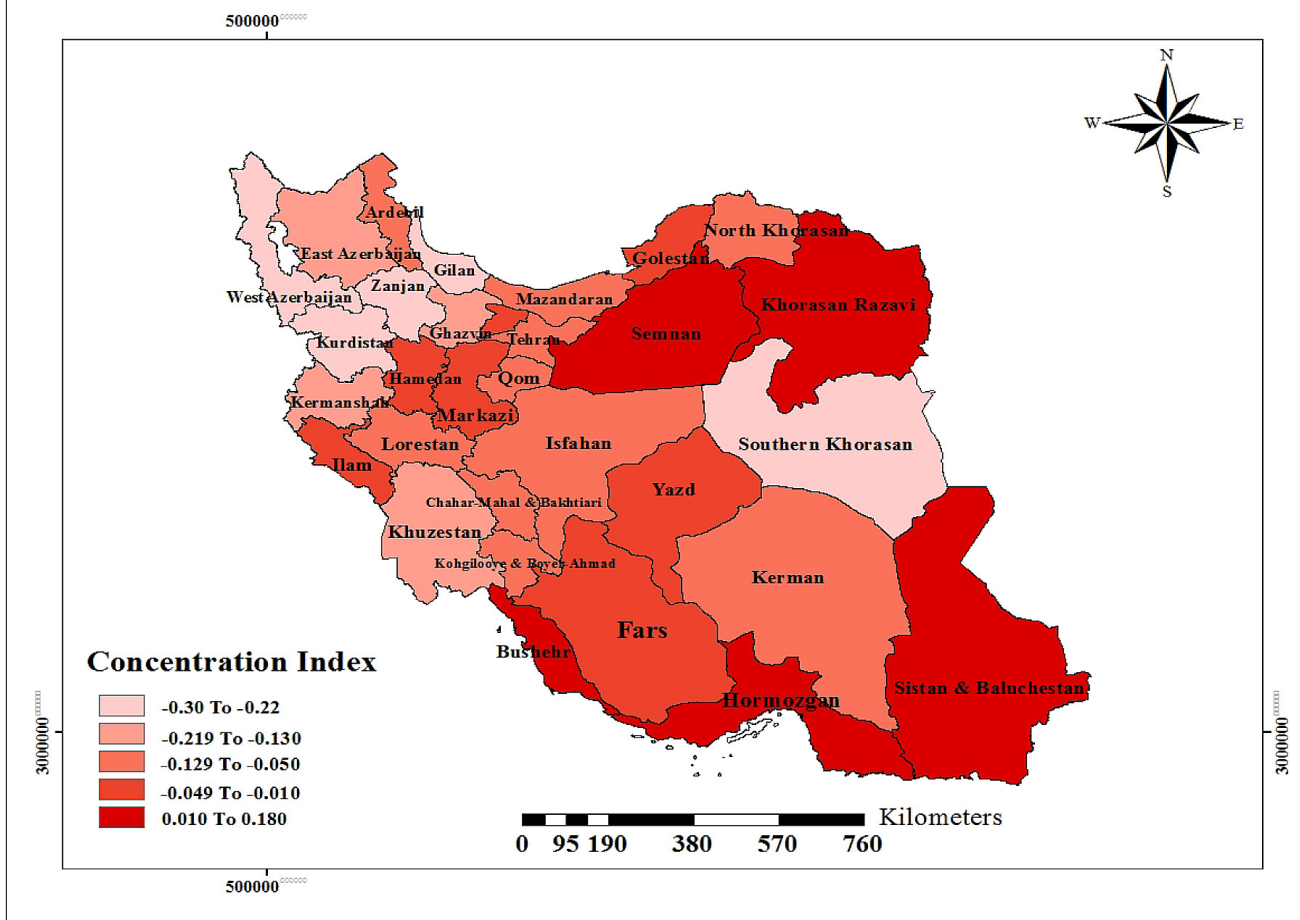 500000
N
W
E
S
Ardebil
North Khorasan
East Azerbaijan
Golestan
Gilan
Zanjan
West Azerbaijan
Mazandaran
Khorasan Razavi
Ghazvin
Semnan
Tehran
Kurdistan
Hamedan
Qom
Kermanshah
Markazi
Lorestan
Isfahan
Southern Khorasan
Ilam
Yazd
Chahar-Mahal & Bakhtiari
Khuzestan
Kohgilooye & Boyer-Ahmad
Kerman
Fars
Bushehr
Hormozgan
Sistan & Baluchestan
Concentration Index
-0.30 To -0.22
-0.219 To -0.130
-0.129 To -0.050
-0.049 To -0.010
0.010 To 0.180
3000000
3000000
Kilometers
0 95 190 380 570 760
500000